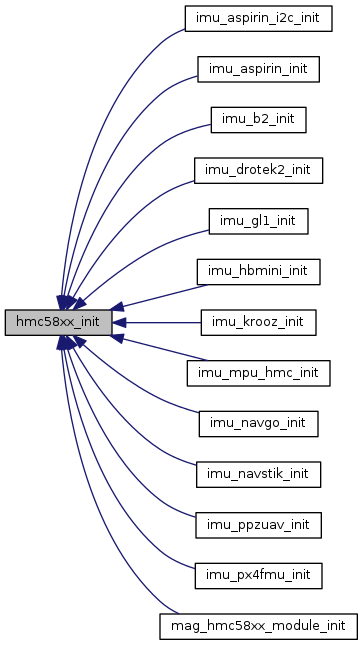 imu_aspirin_i2c_init
imu_aspirin_init
imu_b2_init
imu_drotek2_init
imu_gl1_init
imu_hbmini_init
hmc58xx_init
imu_krooz_init
imu_mpu_hmc_init
imu_navgo_init
imu_navstik_init
imu_ppzuav_init
imu_px4fmu_init
mag_hmc58xx_module_init